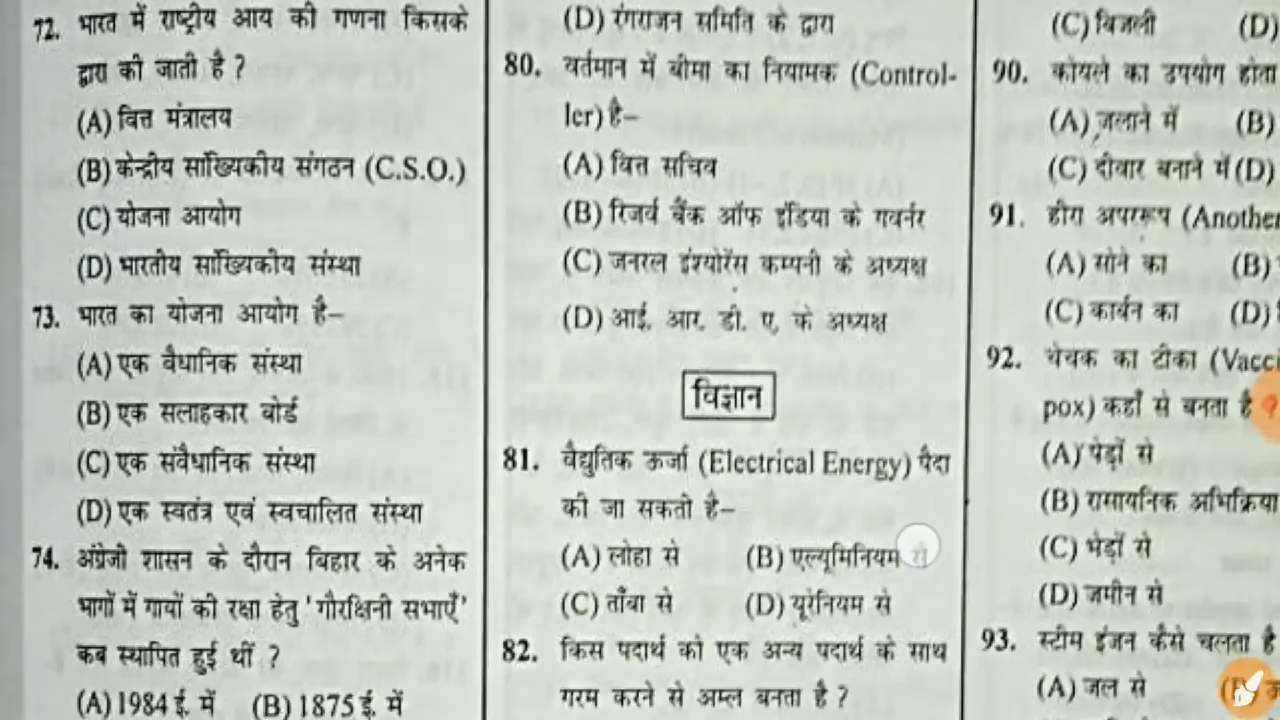 72. भारत में राष्ट्रीय आय की गणना किसके
द्वारा की जाती है ?
(A) वित्त मंत्रालय
(B) केन्द्रीय सांख्यिकीय संगठन (C.S.O.)
(C) योजना आयोग
(D) भारतीय सांख्यिकीय संस्था
73. भारत का योजना आयोग है–
(A) एक वैधानिक संस्था
(B) एक सलाहकार बोर्ड
(C) एक संवैधानिक संस्था
(D) एक स्वतंत्र एवं स्वचालित संस्था
74. अंग्रेजी शासन के दौरान बिहार के अनेक
भागों में गायों की रक्षा हेतु 'गौरक्षिनी सभाएँ'
कब स्थापित हुई थीं ?
(A) 1984 ई. में (B) 1875 ई. में
(D) रंगराजन समिति के द्वारा
80. वर्तमान में बीमा का नियामक (Control-
ler) है–
(A) वित्त सचिव
(B) रिजर्व बैंक ऑफ इंडिया के गवर्नर
(C) जनरल इंश्योरेंस कम्पनी के अध्यक्ष
(D) आई. आर. डी. ए. के अध्यक्ष
विज्ञान
81. वैद्युतिक ऊर्जा (Electrical Energy) पैदा
की जा सकती है–
(A) लोहा से (B) एल्यूमिनियम से
(C) ताँबा से (D) यूरेनियम से
82. किस पदार्थ को एक अन्य पदार्थ के साथ
गरम करने से अम्ल बनता है ?
(C) बिजली (D)
90. कोयले का उपयोग होता
(A) जलाने में (B)
(C) दीवार बनाने में (D)
91. हीरा अपररूप (Another
(A) सोने का (B)
(C) कार्बन का (D)
92. चेचक का टीका (Vacci
pox) कहाँ से बनता है ?
(A) पेड़ों से
(B) रासायनिक अभिक्रिया
(C) भेड़ों से
(D) जमीन से
93. स्टीम इंजन कैसे चलता है
(A) जल से